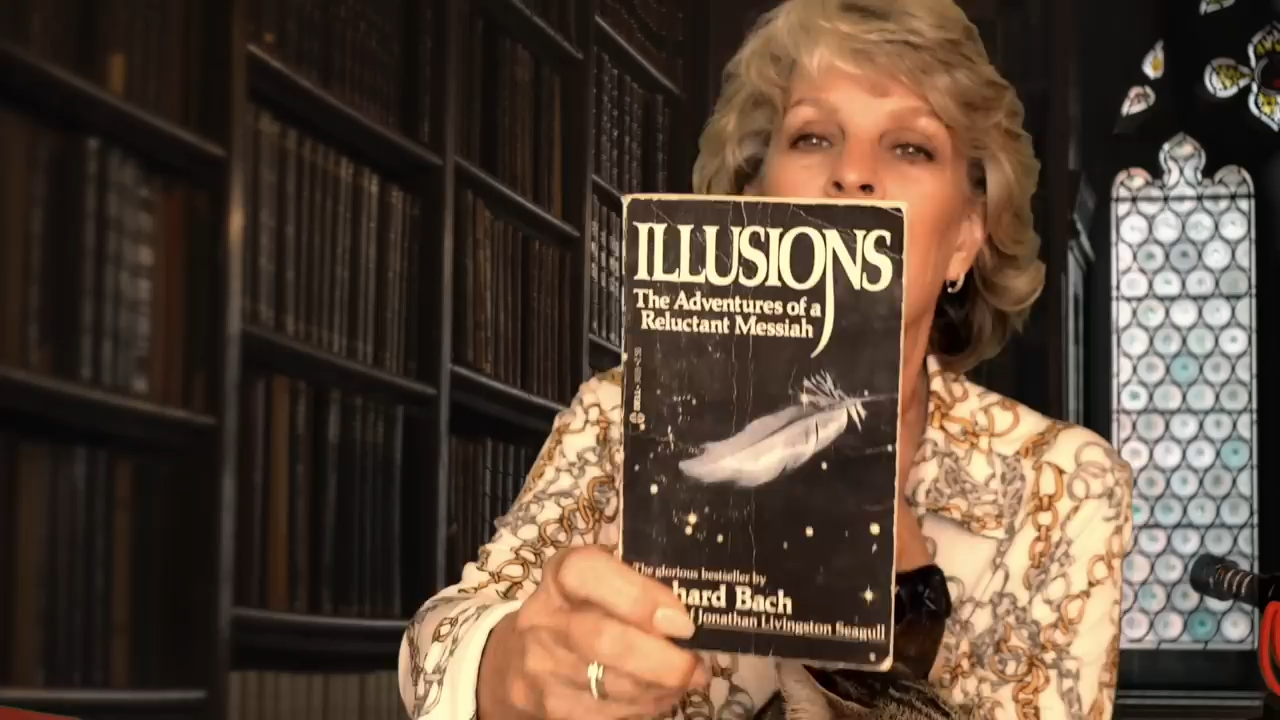 ILLUSIONS
The Adventures of a
Reluctant Messiah
The glorious bestseller by
hard Bach
f Jonathan Livingston Seagull